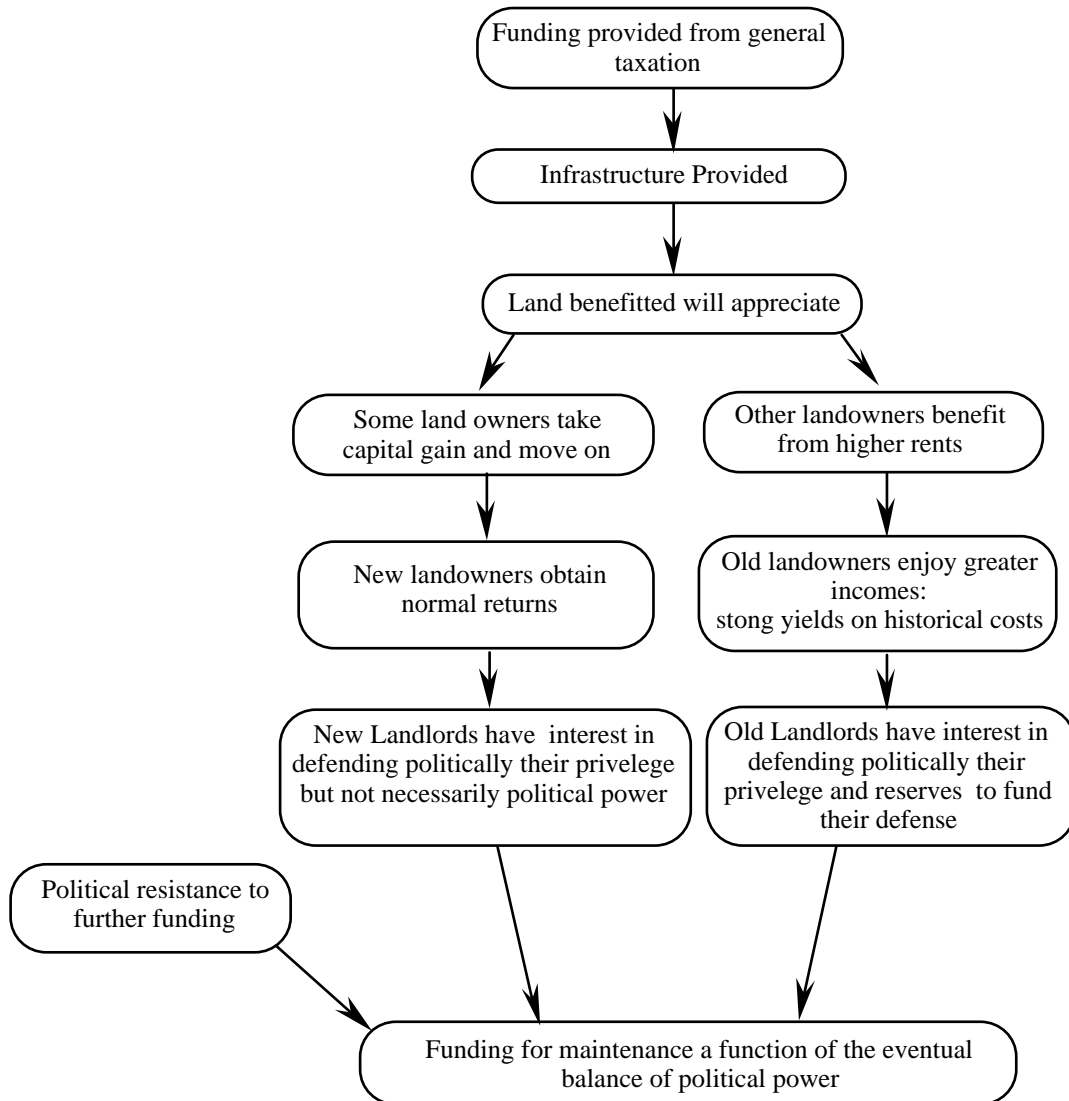 Funding provided from general
taxation
Infrastructure Provided
Land benefitted will appreciate
Some land owners take
capital gain and move on
Other landowners benefit
from higher rents
New landowners obtain
normal returns
Old landowners enjoy greater
incomes:
stong yields on historical costs
New Landlords have interest in
defending politically their privelege
but not necessarily political power
Old Landlords have interest in
defending politically their
privelege and reserves to fund
their defense
Political resistance to
further funding
Funding for maintenance a function of the eventual
balance of political power